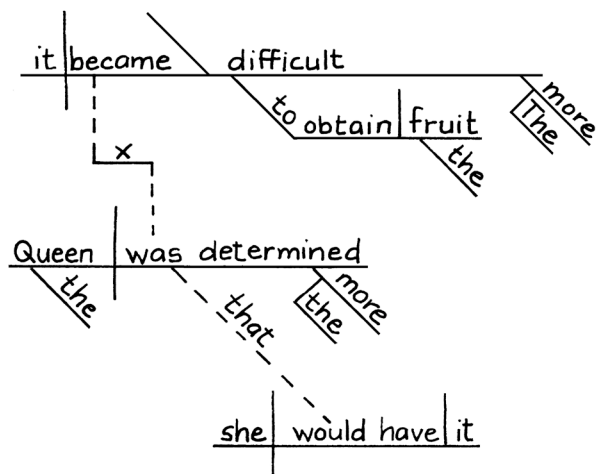 it became difficult more
The
to obtain fruit
the
x
Queen was determined more
the
the
that
she would have it